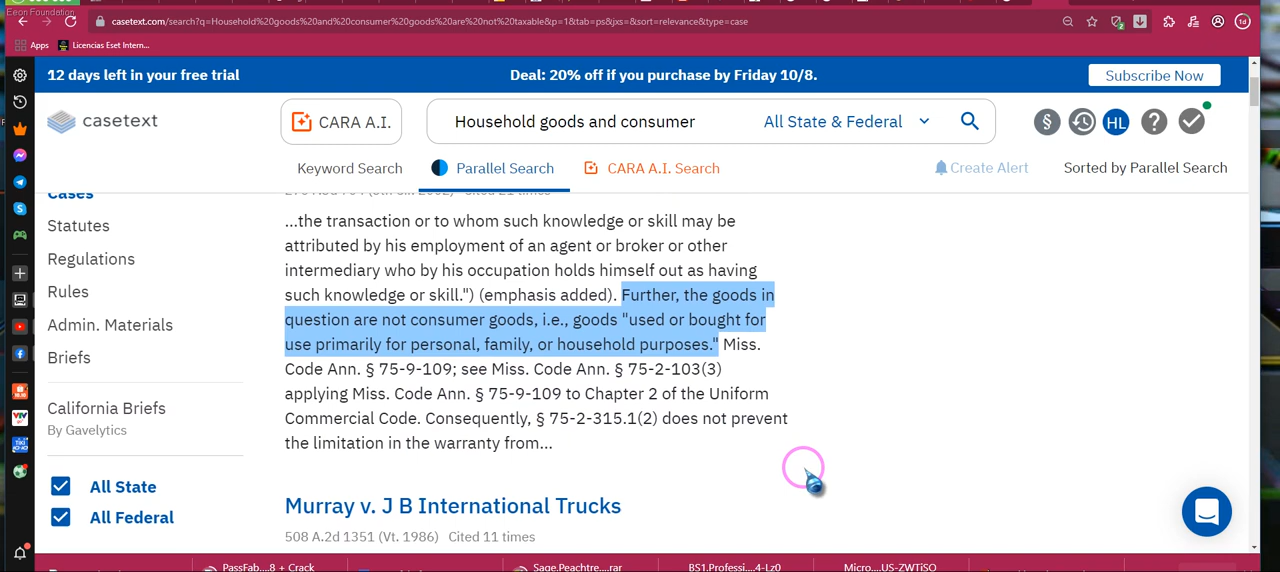 Eeon Foundation
casetext.com/search?q=Household%20goods%20and%20consumer%20goods%20are%20not%20taxable&p=1&tab=ps&jxs=&sort=relevance&type=case
Apps Licencias Eset Intern...
12 days left in your free trial
Deal: 20% off if you purchase by Friday 10/8.
Subscribe Now
casetext
CARA A.I.
Household goods and consumer
All State & Federal
§
HL
?
Keyword Search
Parallel Search
CARA A.I. Search
Create Alert
Sorted by Parallel Search
Cases
Statutes
Regulations
Rules
Admin. Materials
Briefs
California Briefs
By Gavelytics
All State
All Federal
...the transaction or to whom such knowledge or skill may be
attributed by his employment of an agent or broker or other
intermediary who by his occupation holds himself out as having
such knowledge or skill.") (emphasis added). Further, the goods in
question are not consumer goods, i.e., goods "used or bought for
use primarily for personal, family, or household purposes." Miss.
Code Ann. § 75-9-109; see Miss. Code Ann. § 75-2-103(3)
applying Miss. Code Ann. § 75-9-109 to Chapter 2 of the Uniform
Commercial Code. Consequently, § 75-2-315.1(2) does not prevent
the limitation in the warranty from...
Murray v. J B International Trucks
508 A.2d 1351 (Vt. 1986) Cited 11 times
PassFab....8 + Crack
Sage.Peachtre....rar
BS1.Professi....4-Lz0
Micro....US-ZWTiSO